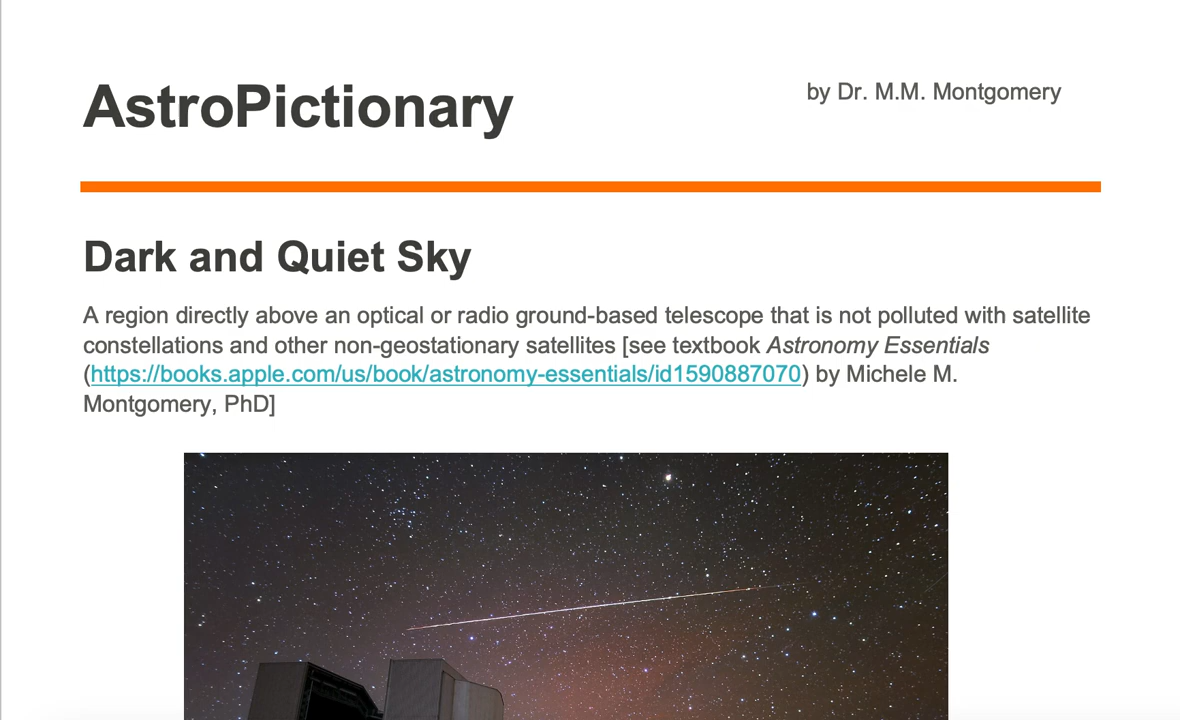 AstroPictionary
by Dr. M.M. Montgomery
Dark and Quiet Sky
A region directly above an optical or radio ground-based telescope that is not polluted with satellite
constellations and other non-geostationary satellites [see textbook Astronomy Essentials
(https://books.apple.com/us/book/astronomy-essentials/id1590887070) by Michele M.
Montgomery, PhD]